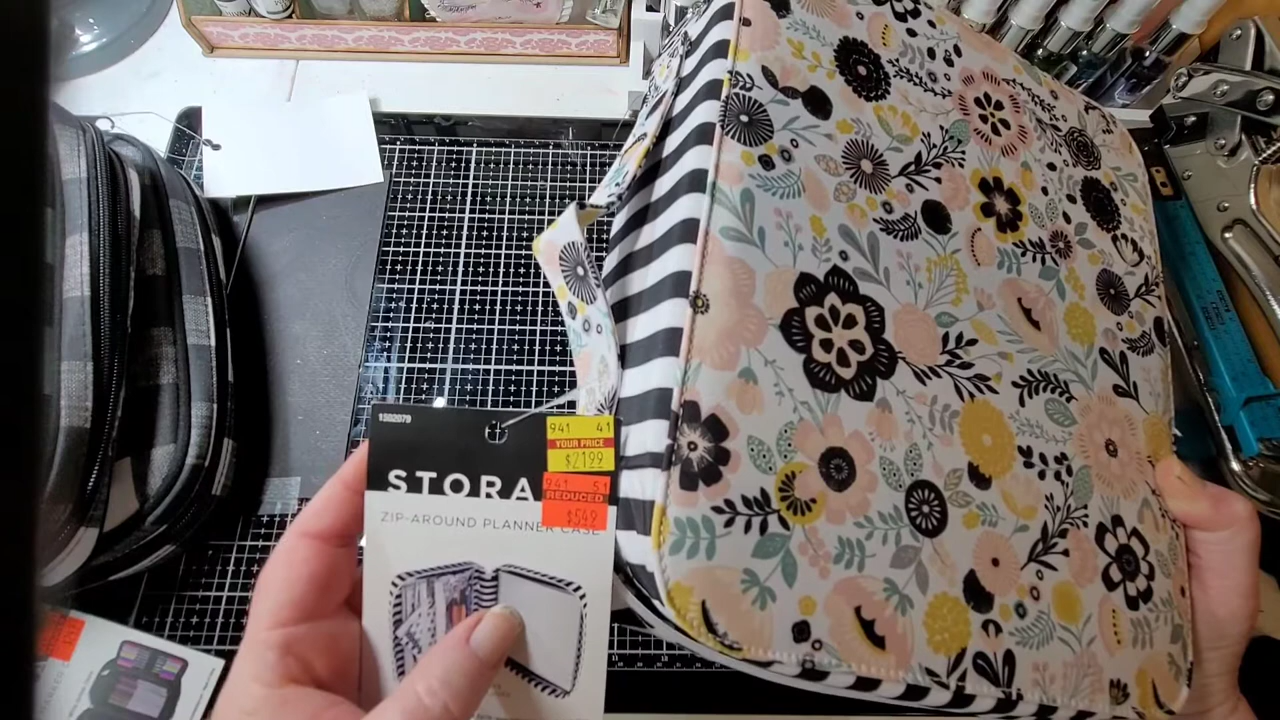 1502079
941 41
YOUR PRICE
$21.99
STORA
941 51
REDUCED
$5.49
ZIP-AROUND PLANNER CASE